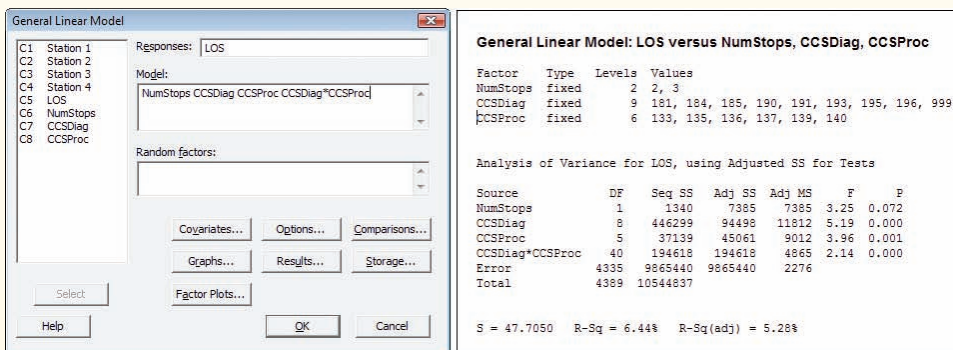 General Linear Model
C1 Station 1
C2 Station 2
C3 Station 3
C4 Station 4
C5 LOS
C6 NumStops
C7 CCSDiag
C8 CCSProc
Responses: LOS
Model:
NumStops CCSDiag CCSProc CCSDiag*CCSProc
Random factors:
Covariates... Options... Comparisons...
Graphs... Results... Storage...
Select Factor Plots...
Help OK Cancel
General Linear Model: LOS versus NumStops, CCSDiag, CCSProc
Factor Type Levels Values
NumStops fixed 2 2, 3
CCSDiag fixed 9 181, 184, 185, 190, 191, 193, 195, 196, 999
CCSProc fixed 6 133, 135, 136, 137, 139, 140
Analysis of Variance for LOS, using Adjusted SS for Tests
Source DF Seq SS Adj SS Adj MS F P
NumStops 1 1340 7385 7385 3.25 0.072
CCSDiag 8 446299 94498 11812 5.19 0.000
CCSProc 5 37139 45061 9012 3.96 0.001
CCSDiag*CCSProc 40 194618 194618 4865 2.14 0.000
Error 4335 9865440 9865440 2276
Total 4389 10544837
S = 47.7050 R-Sq = 6.44% R-Sq(adj) = 5.28%